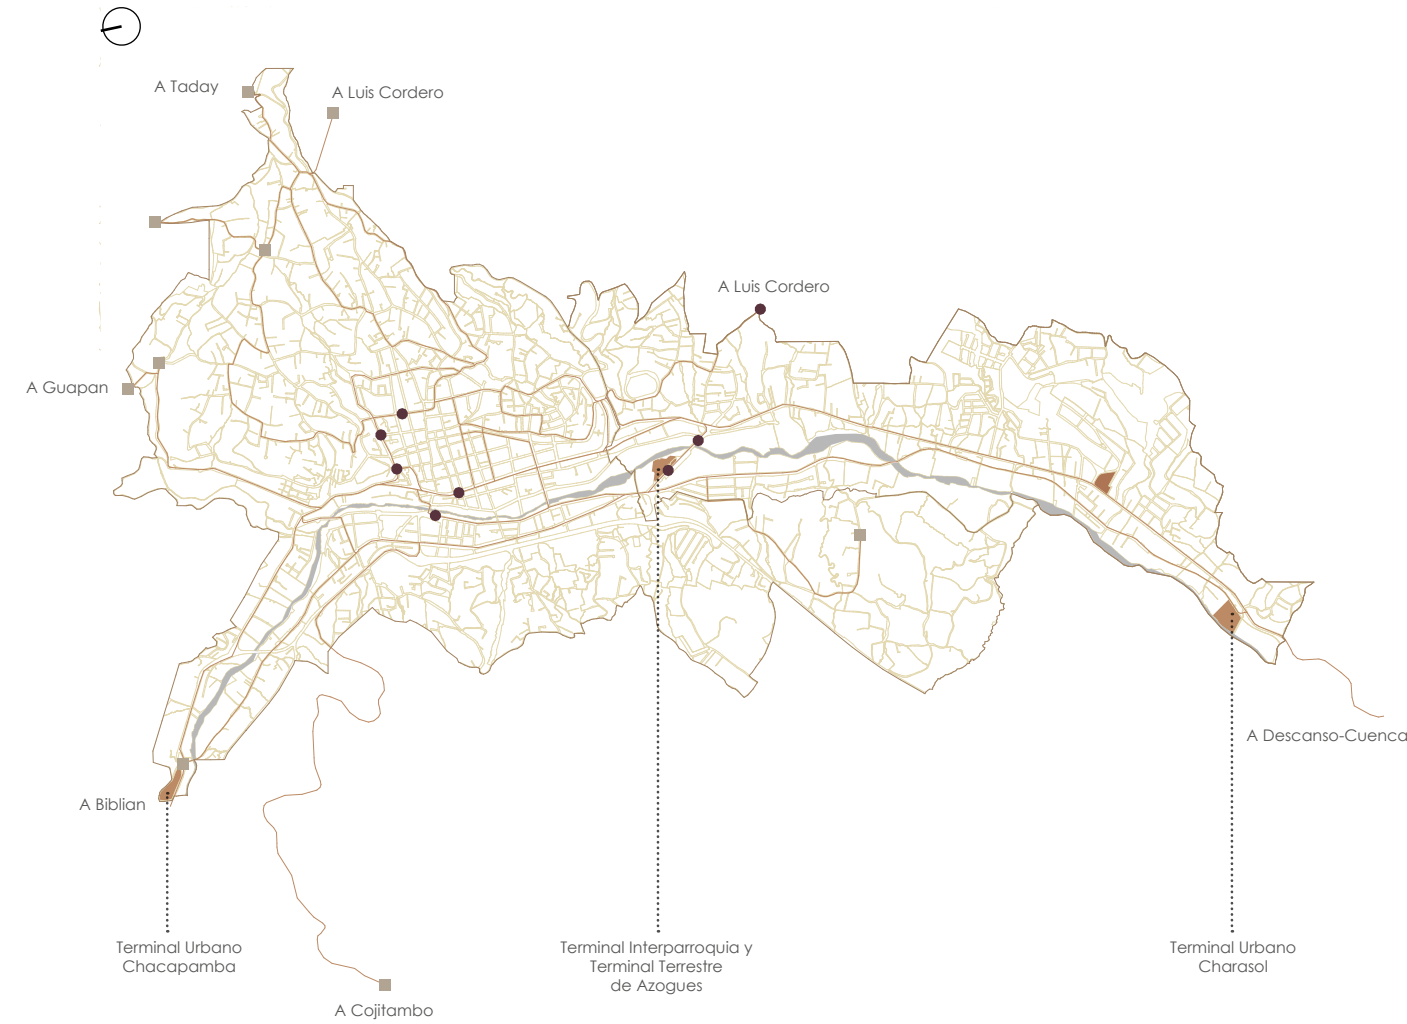 A Taday
A Luis Cordero
A Luis Cordero
A Guapan
A Descanso-Cuenca
A Biblian
Terminal Urbano
Chacapamba
Terminal Interparroquia y
Terminal Terrestre
de Azogues
Terminal Urbano
Charasol
A Cojitambo